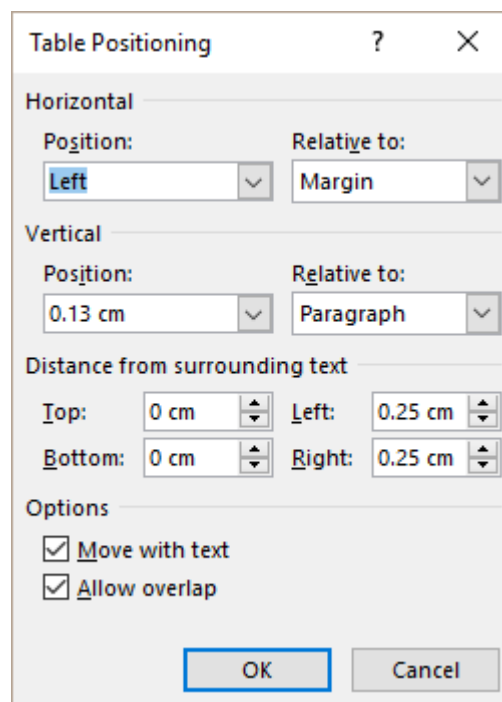 Table Positioning ?
Horizontal
Position: Relative to:
Left Margin
Vertical
Position: Relative to:
0.13 cm Paragraph
Distance from surrounding text
Top: 0 cm Left: 0.25 cm
Bottom: 0 cm Right: 0.25 cm
Options
Move with text
Allow overlap
OK Cancel